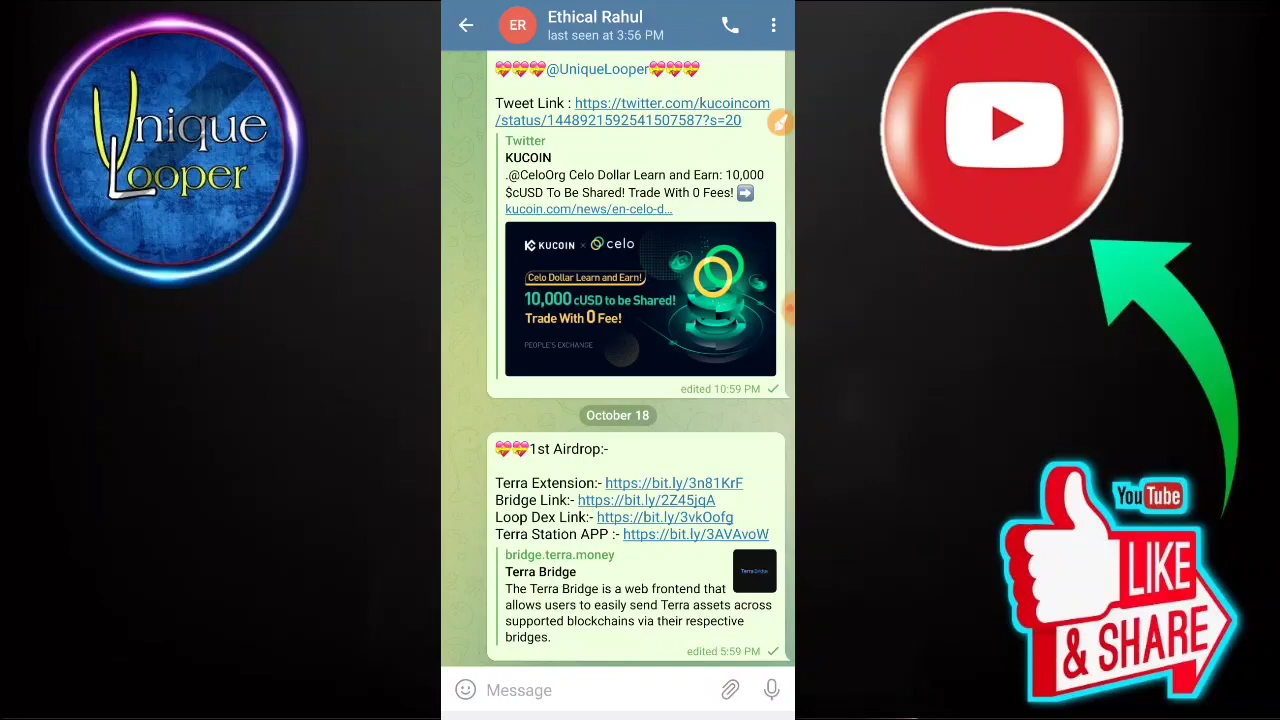 Unique
Looper
ER
Ethical Rahul
last seen at 3:56 PM
💝💝💝@UniqueLooper💝💝💝
Tweet Link : https://twitter.com/kucoincom
/status/1448921592541507587?s=20
Twitter
KUCOIN
.@CeloOrg Celo Dollar Learn and Earn: 10,000
$cUSD To Be Shared! Trade With 0 Fees! ➡️
kucoin.com/news/en-celo-d...
KUCOIN × celo
Celo Dollar Learn and Earn!
10,000 cUSD to be Shared!
Trade With 0 Fee!
PEOPLE'S EXCHANGE
edited 10:59 PM
October 18
💝💝1st Airdrop:-
Terra Extension:- https://bit.ly/3n81KrF
Bridge Link:- https://bit.ly/2Z45jqA
Loop Dex Link:- https://bit.ly/3vkOofg
Terra Station APP :- https://bit.ly/3AVAvoW
bridge.terra.money
Terra Bridge
The Terra Bridge is a web frontend that
allows users to easily send Terra assets across
supported blockchains via their respective
bridges.
Terra Bridge
edited 5:59 PM
Message
YouTube
LIKE
& SHARE